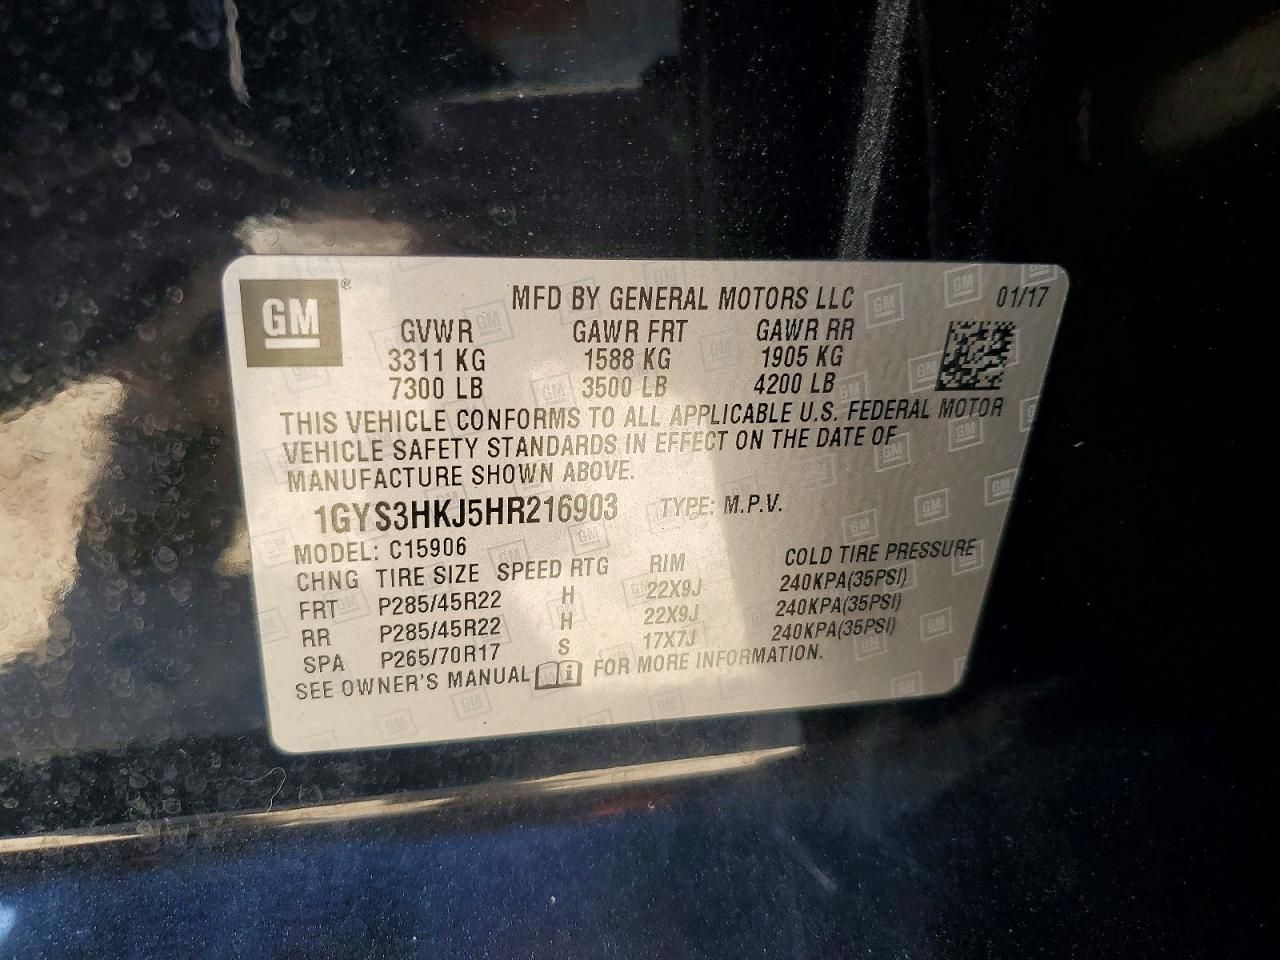 GM®
MFD BY GENERAL MOTORS LLC 01/17
GVWR GAWR FRT GAWR RR
3311 KG 1588 KG 1905 KG
7300 LB 3500 LB 4200 LB
THIS VEHICLE CONFORMS TO ALL APPLICABLE U.S. FEDERAL MOTOR
VEHICLE SAFETY STANDARDS IN EFFECT ON THE DATE OF
MANUFACTURE SHOWN ABOVE.
1GYS3HKJ5HR216903 TYPE: M.P.V.
MODEL: C15906
CHNG TIRE SIZE SPEED RTG RIM COLD TIRE PRESSURE
FRT P285/45R22 H 22X9J 240KPA(35PSI)
RR P285/45R22 H 22X9J 240KPA(35PSI)
SPA P265/70R17 S 17X7J 240KPA(35PSI)
SEE OWNER'S MANUAL i FOR MORE INFORMATION.